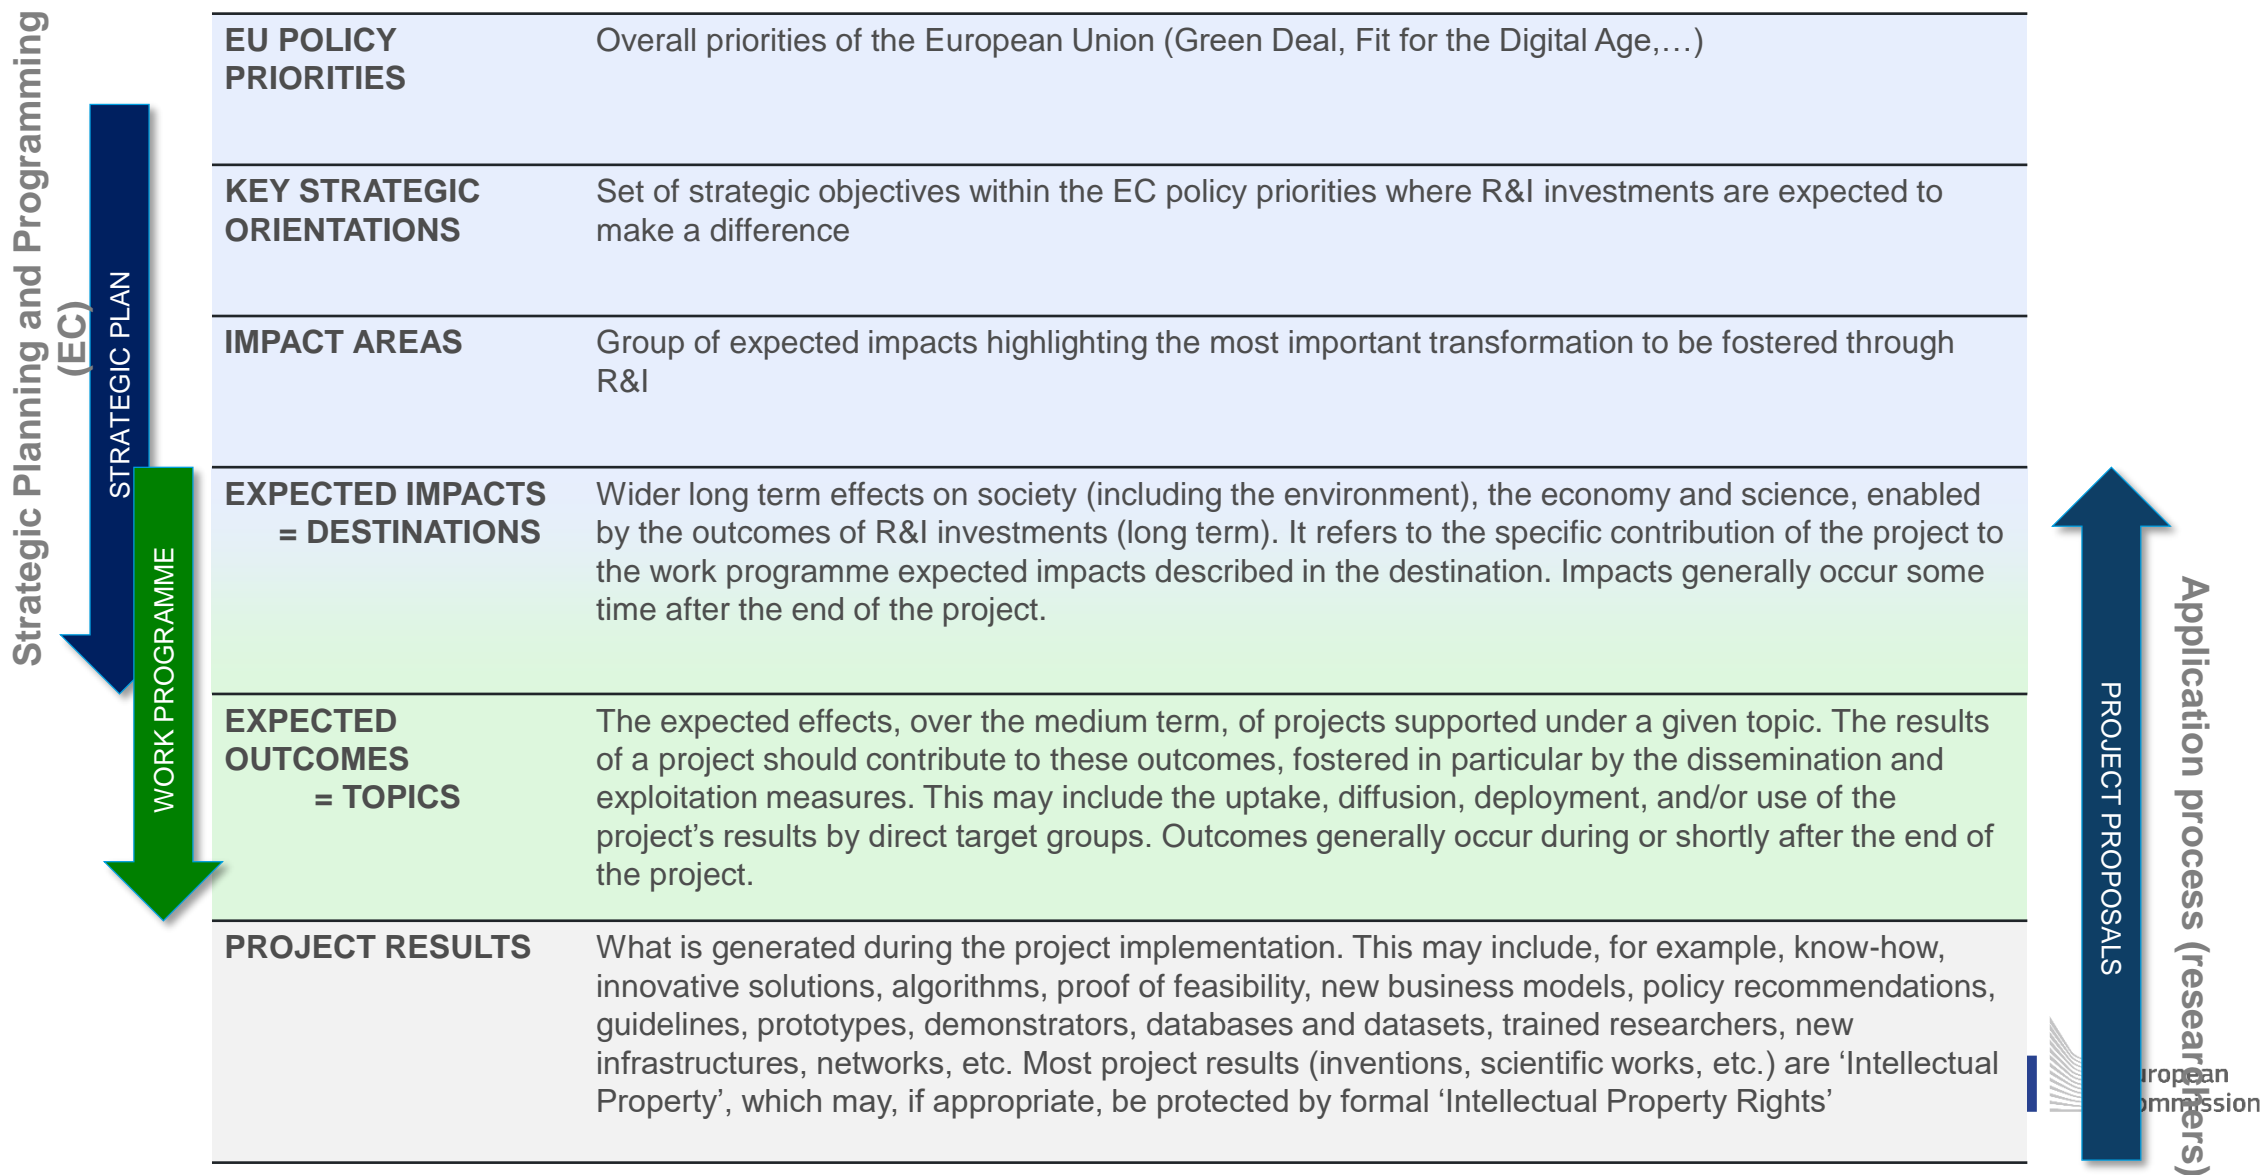 Strategic Planning and Programming
(EC)
STRATEGIC PLAN
WORK PROGRAMME
EU POLICY
PRIORITIES
Overall priorities of the European Union (Green Deal, Fit for the Digital Age,…)
KEY STRATEGIC
ORIENTATIONS
Set of strategic objectives within the EC policy priorities where R&I investments are expected to
make a difference
IMPACT AREAS
Group of expected impacts highlighting the most important transformation to be fostered through
R&I
EXPECTED IMPACTS
= DESTINATIONS
Wider long term effects on society (including the environment), the economy and science, enabled
by the outcomes of R&I investments (long term). It refers to the specific contribution of the project to
the work programme expected impacts described in the destination. Impacts generally occur some
time after the end of the project.
EXPECTED
OUTCOMES
= TOPICS
The expected effects, over the medium term, of projects supported under a given topic. The results
of a project should contribute to these outcomes, fostered in particular by the dissemination and
exploitation measures. This may include the uptake, diffusion, deployment, and/or use of the
project’s results by direct target groups. Outcomes generally occur during or shortly after the end of
the project.
PROJECT RESULTS
What is generated during the project implementation. This may include, for example, know-how,
innovative solutions, algorithms, proof of feasibility, new business models, policy recommendations,
guidelines, prototypes, demonstrators, databases and datasets, trained researchers, new
infrastructures, networks, etc. Most project results (inventions, scientific works, etc.) are ‘Intellectual
Property’, which may, if appropriate, be protected by formal ‘Intellectual Property Rights’
PROJECT PROPOSALS
Application process (researchers)